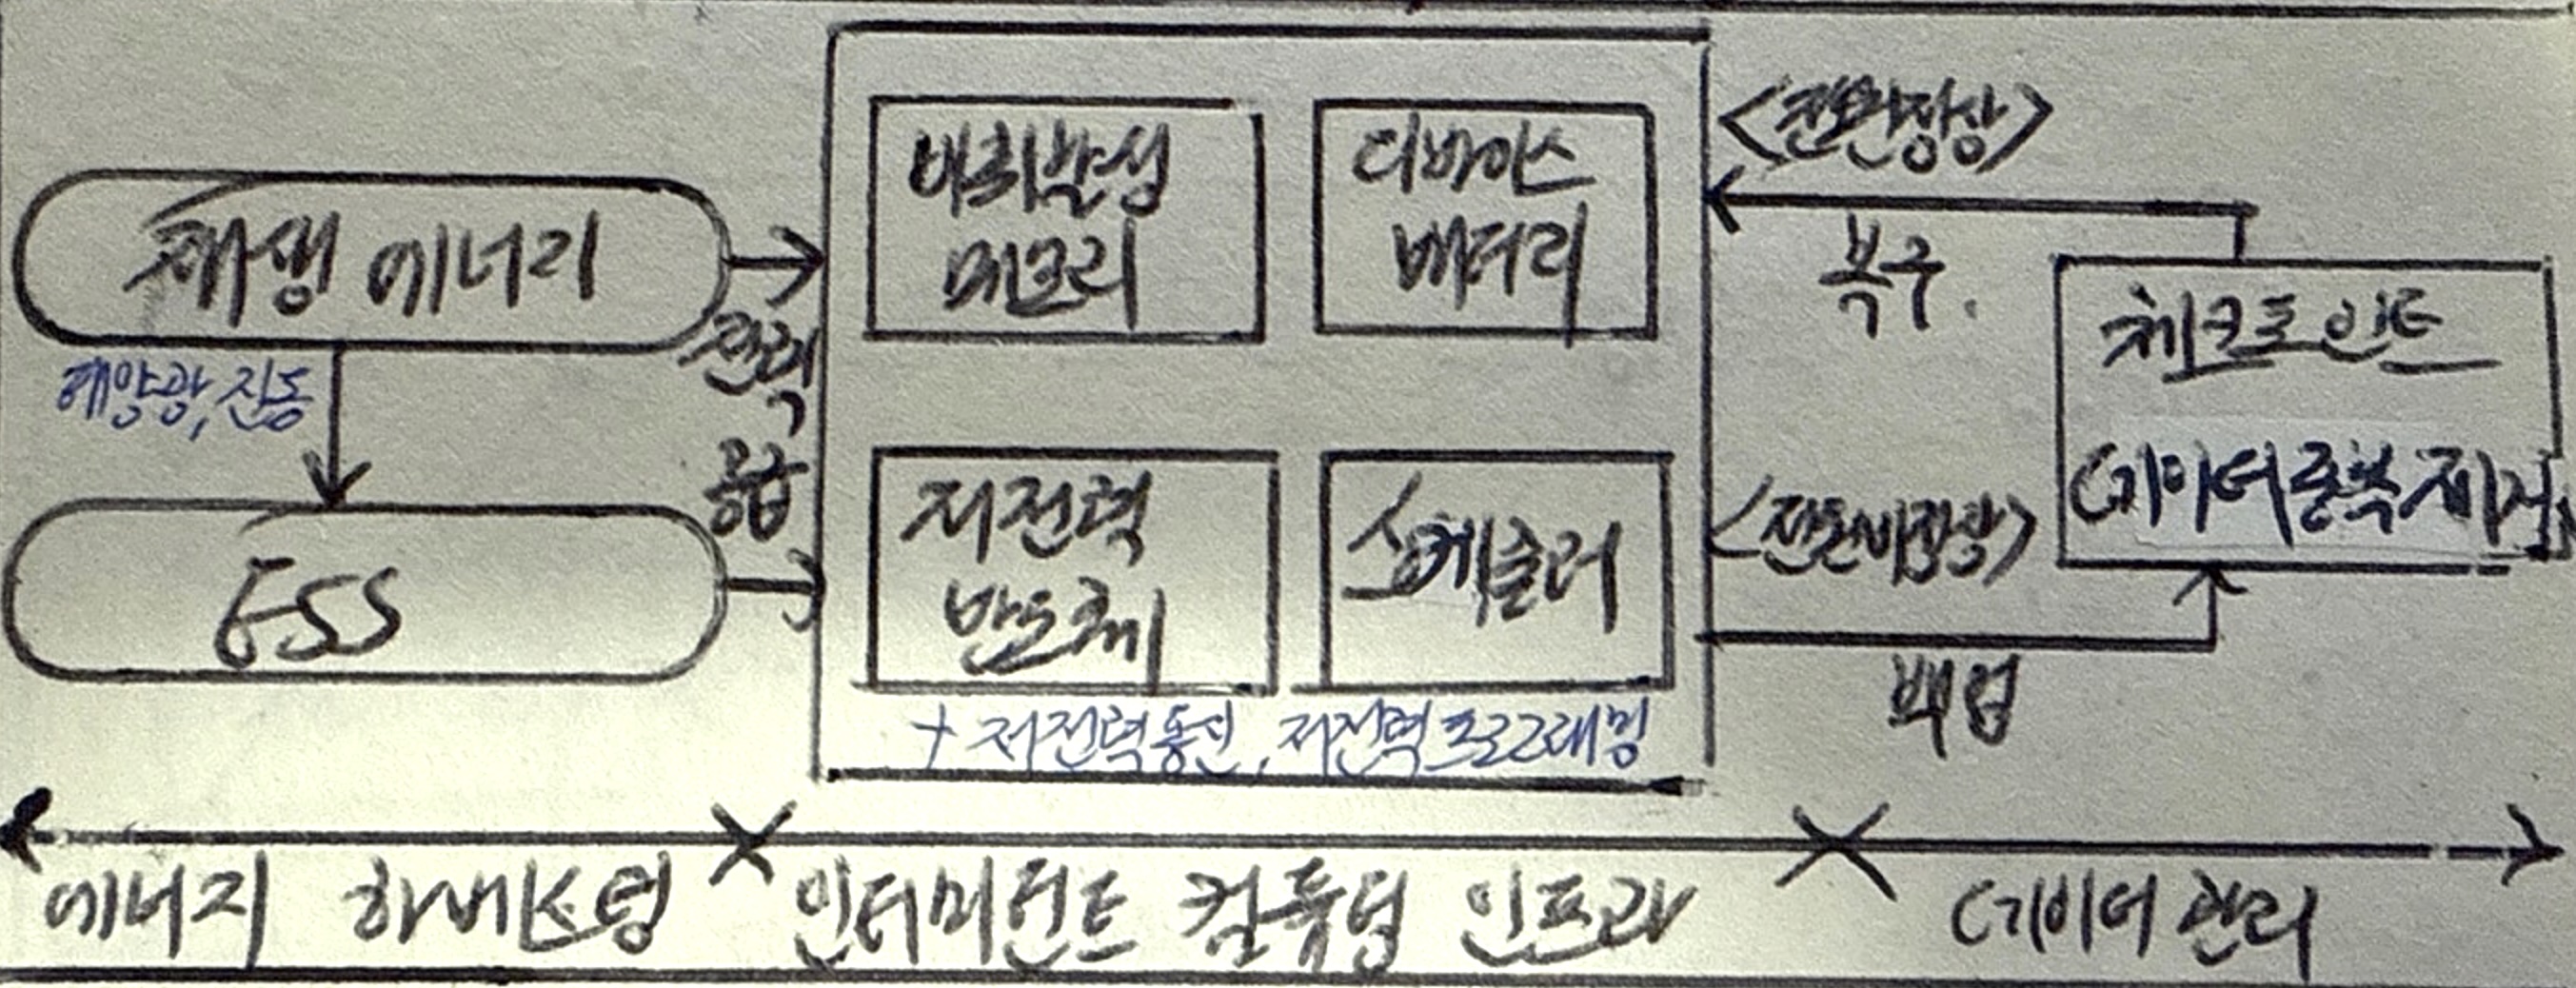 재생 에너지
태양광, 진동
ESS
전력
공급
비휘발성
메모리
디바이스
배터리
저전력
반도체
스케쥴러
+ 저전력통신, 저전력프로그래밍
<전원정상>
복구.
체크포인트
데이터중복제거
<전원비정상>
백업
에너지 하베스팅
인터미턴트 컴퓨팅 인프라
데이터 관리